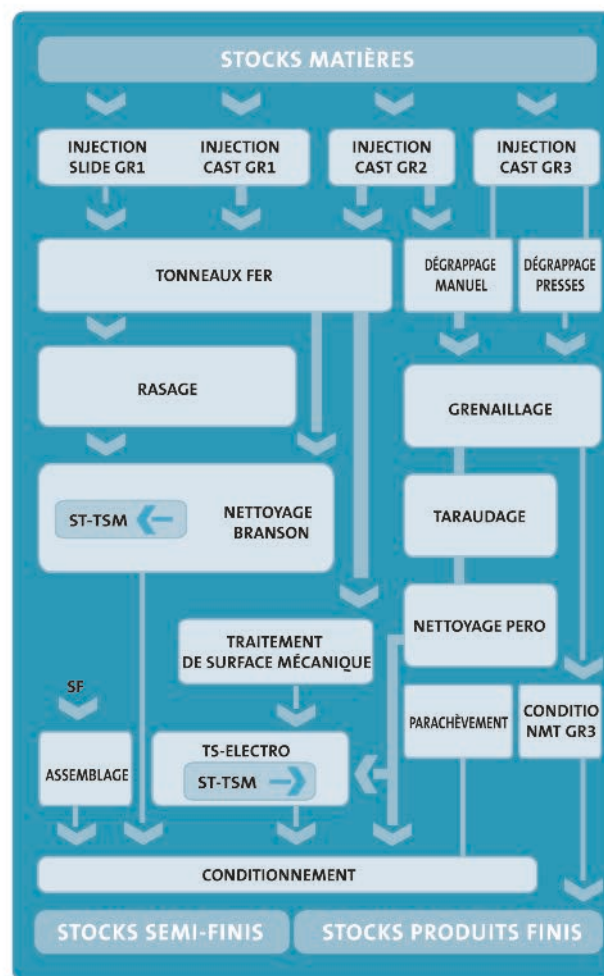 STOCKS MATIÈRES
INJECTION
SLIDE GR1
INJECTION
CAST GR1
INJECTION
CAST GR2
INJECTION
CAST GR3
TONNEAUX FER
DÉGRAPPAGE
MANUEL
DÉGRAPPAGE
PRESSES
RASAGE
GRENAILLAGE
ST-TSM
NETTOYAGE
BRANSON
TARAUDAGE
TRAITEMENT
DE SURFACE MÉCANIQUE
NETTOYAGE PERO
SF
ASSEMBLAGE
TS-ELECTRO
ST-TSM
PARACHÈVEMENT
CONDITIO
NMT GR3
CONDITIONNEMENT
STOCKS SEMI-FINIS
STOCKS PRODUITS FINIS